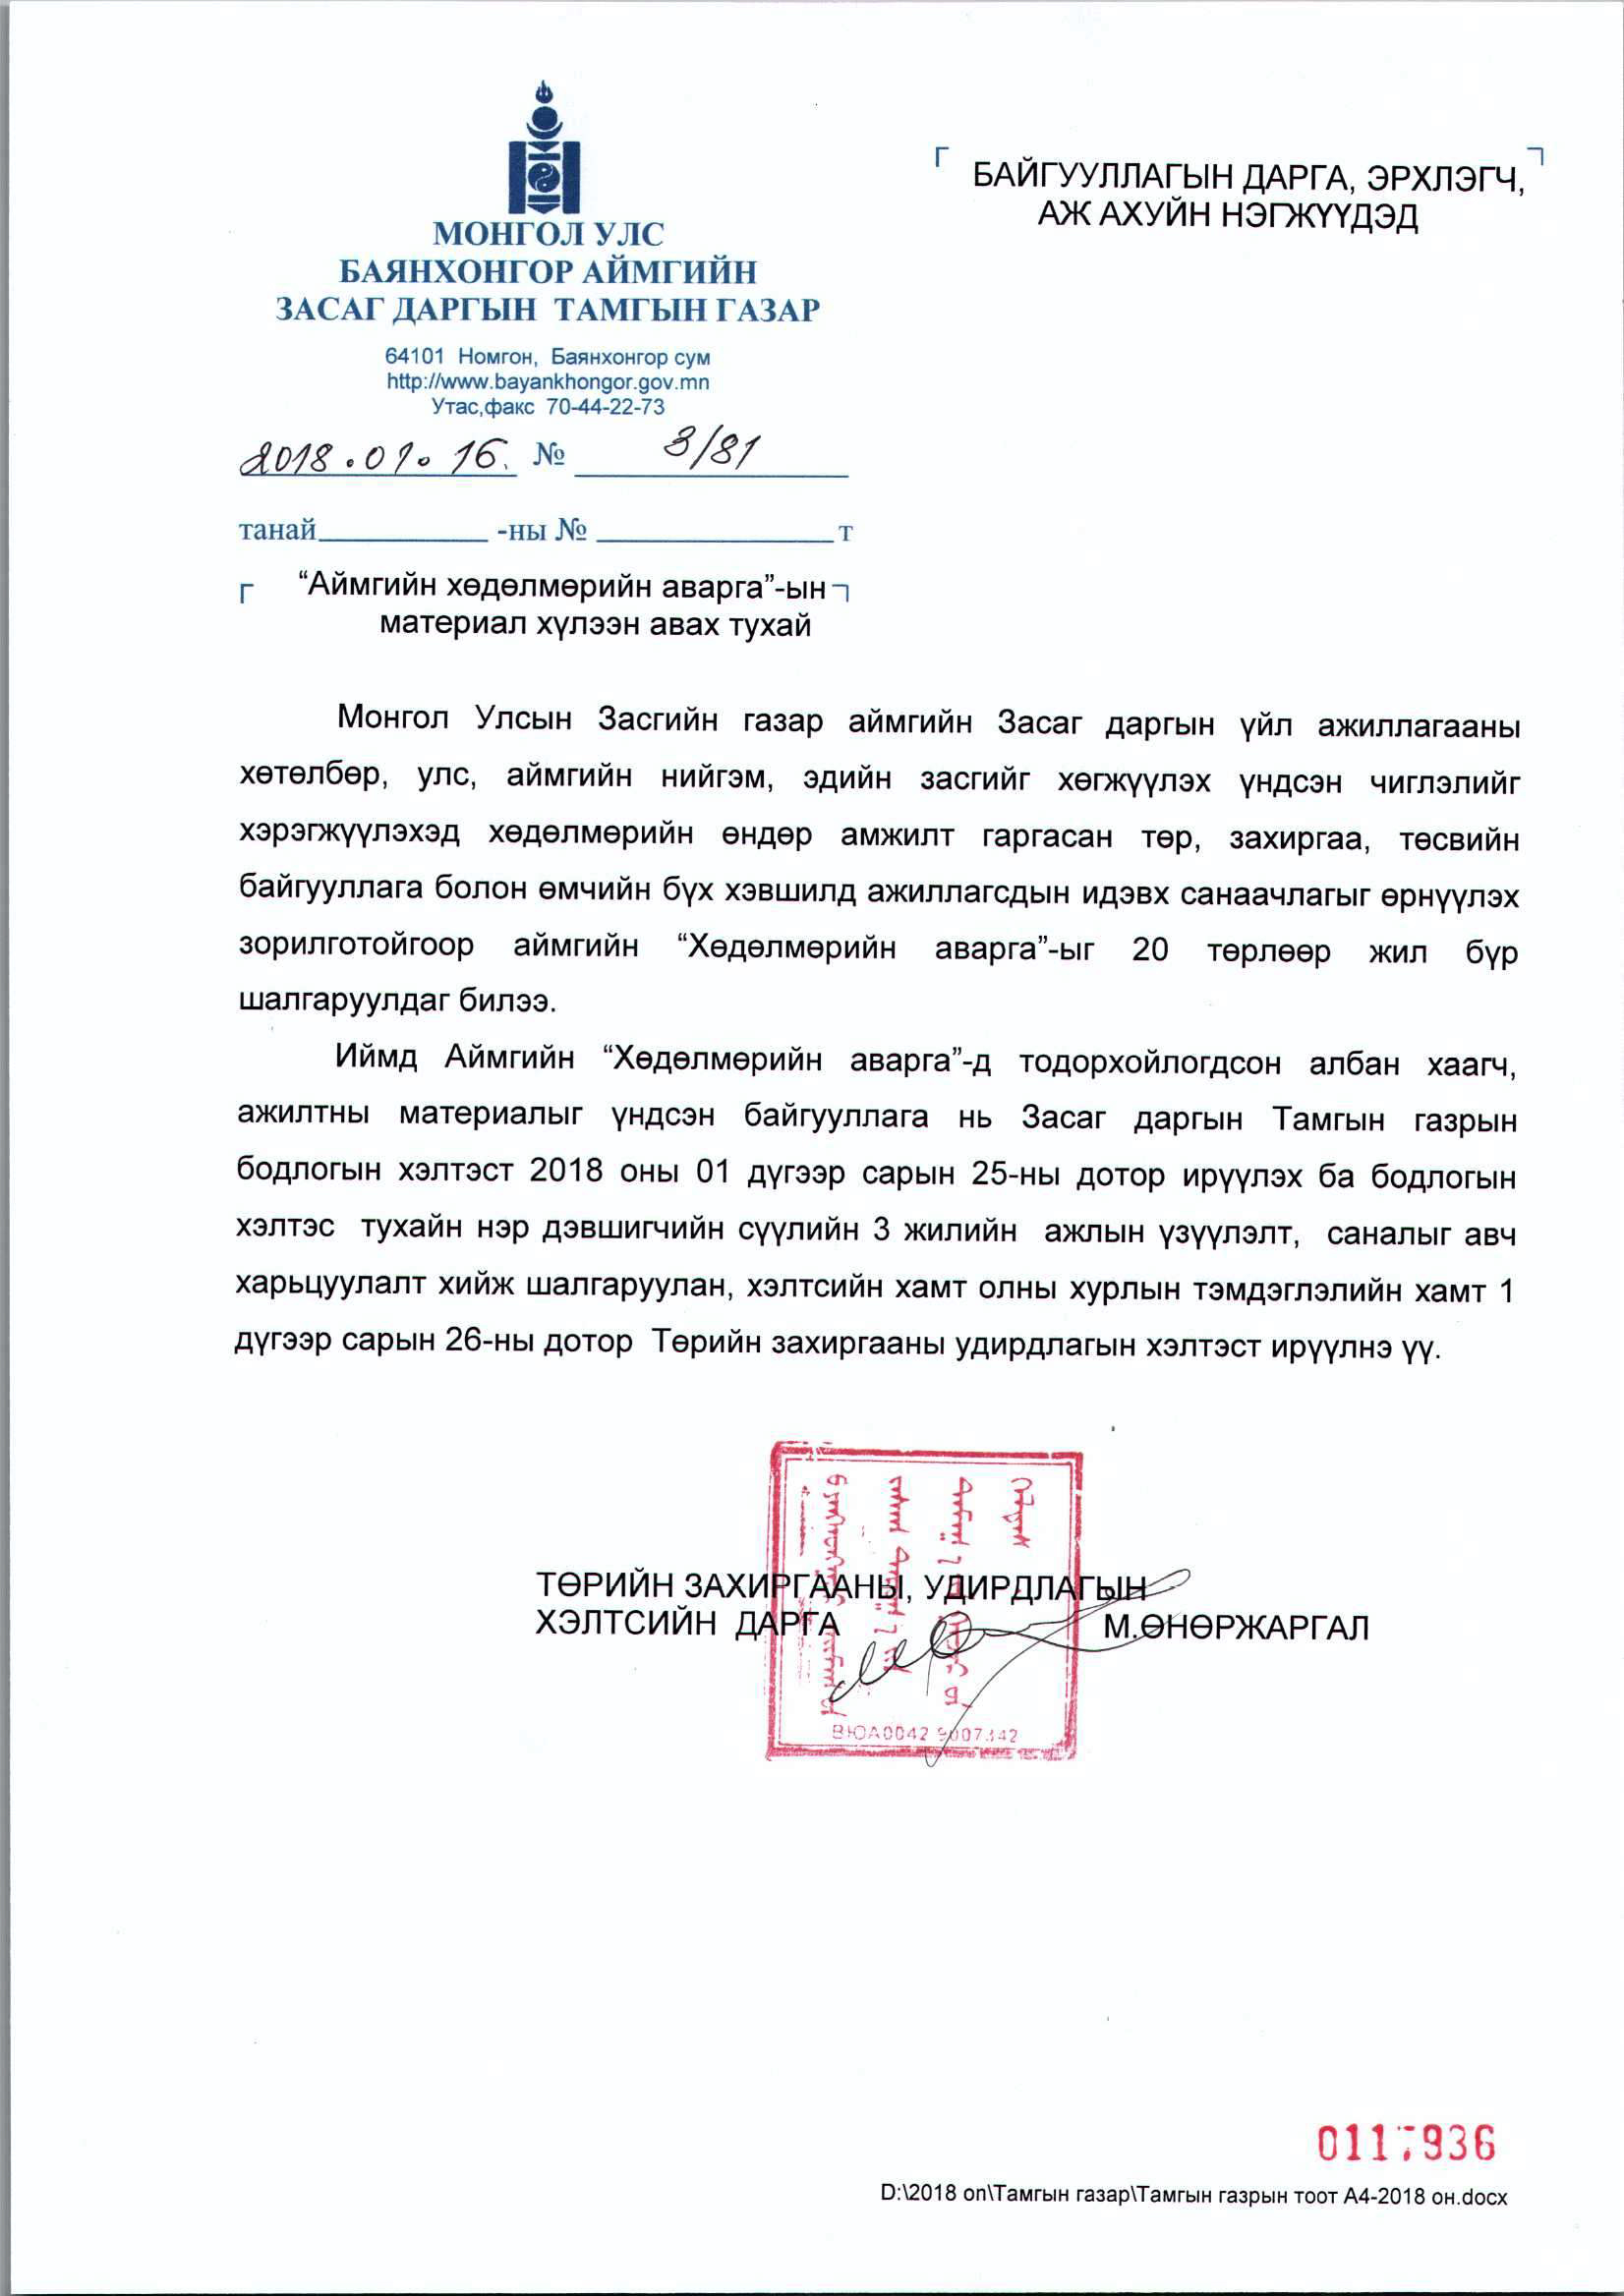 МОНГОЛ УЛС
БАЯНХОНГОР АЙМГИЙН
ЗАСАГ ДАРГЫН ТАМГЫН ГАЗАР
64101 Номгон, Баянхонгор сум
http://www.bayankhongor.gov.mn
Утас,факс 70-44-22-73
2018.01.16. № 3/81
танай -ны № т
БАЙГУУЛЛАГЫН ДАРГА, ЭРХЛЭГЧ,
АЖ АХУЙН НЭГЖҮҮДЭД
“Аймгийн хөдөлмөрийн аварга”-ын
материал хүлээн авах тухай
Монгол Улсын Засгийн газар аймгийн Засаг даргын үйл ажиллагааны
хөтөлбөр, улс, аймгийн нийгэм, эдийн засгийг хөгжүүлэх үндсэн чиглэлийг
хэрэгжүүлэхэд хөдөлмөрийн өндөр амжилт гаргасан төр, захиргаа, төсвийн
байгууллага болон өмчийн бүх хэвшилд ажиллагсдын идэвх санаачлагыг өрнүүлэх
зорилготойгоор аймгийн “Хөдөлмөрийн аварга”-ыг 20 төрлөөр жил бүр
шалгаруулдаг билээ.
Иймд Аймгийн “Хөдөлмөрийн аварга”-д тодорхойлогдсон албан хаагч,
ажилтны материалыг үндсэн байгууллага нь Засаг даргын Тамгын газрын
бодлогын хэлтэст 2018 оны 01 дүгээр сарын 25-ны дотор ирүүлэх ба бодлогын
хэлтэс тухайн нэр дэвшигчийн сүүлийн 3 жилийн ажлын үзүүлэлт, саналыг авч
харьцуулалт хийж шалгаруулан, хэлтсийн хамт олны хурлын тэмдэглэлийн хамт 1
дүгээр сарын 26-ны дотор Төрийн захиргааны удирдлагын хэлтэст ирүүлнэ үү.
ТӨРИЙН ЗАХИРГААНЫ, УДИРДЛАГЫН
ХЭЛТСИЙН ДАРГА М.ӨНӨРЖАРГАЛ
0117936
D:\2018 on\Тамгын газар\Тамгын газрын тоот А4-2018 он.docx